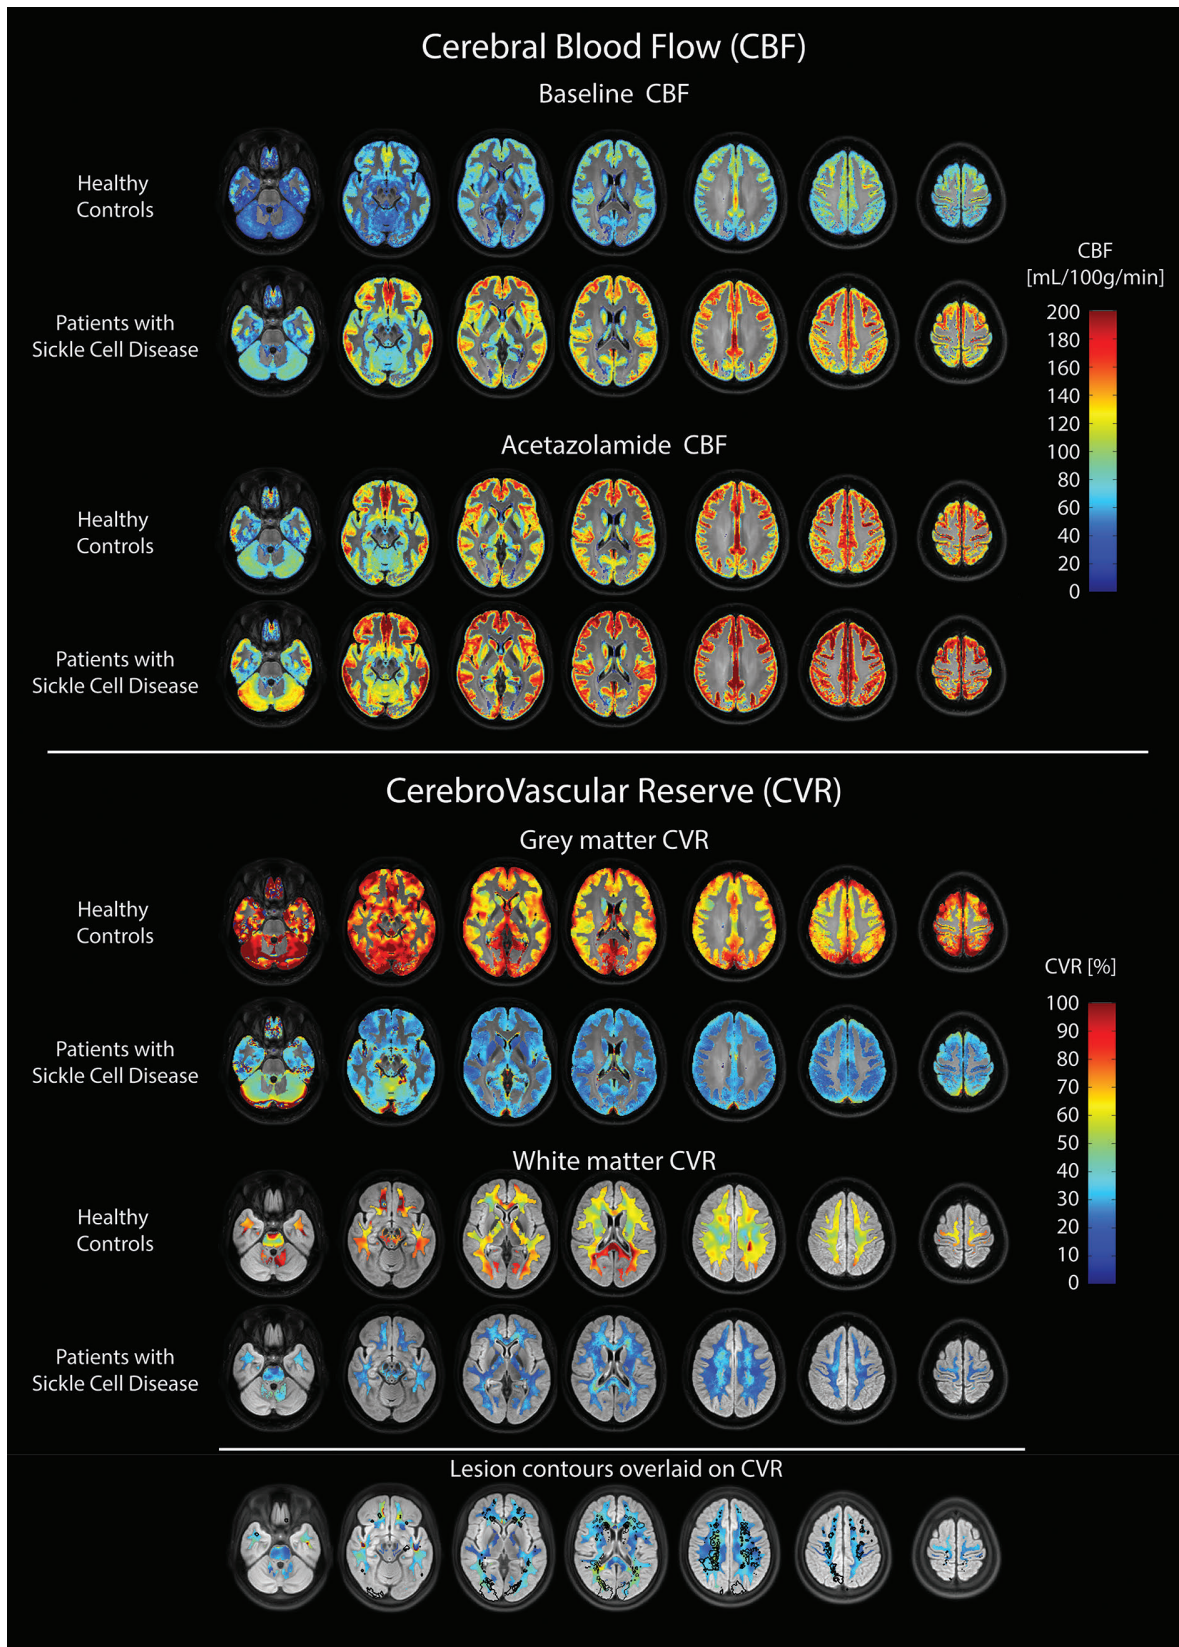 Cerebral Blood Flow (CBF)
Baseline CBF
Healthy
Controls
Patients with
Sickle Cell Disease
CBF
[mL/100g/min]
200
180
160
140
120
100
80
60
40
20
0
Acetazolamide CBF
Healthy
Controls
Patients with
Sickle Cell Disease
CerebroVascular Reserve (CVR)
Grey matter CVR
Healthy
Controls
Patients with
Sickle Cell Disease
CVR [%]
100
90
80
70
60
50
40
30
20
10
0
White matter CVR
Healthy
Controls
Patients with
Sickle Cell Disease
Lesion contours overlaid on CVR